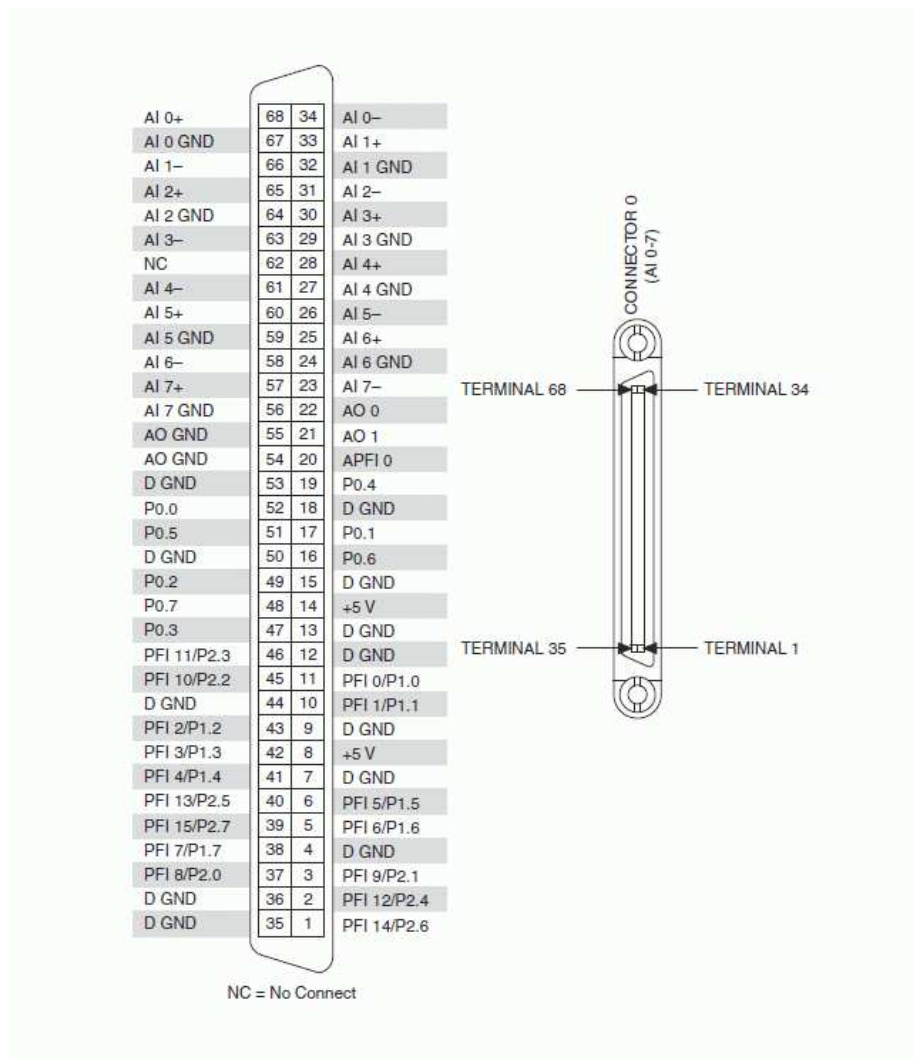 AI 0+ 68 34 AI 0–
AI 0 GND 67 33 AI 1+
AI 1– 66 32 AI 1 GND
AI 2+ 65 31 AI 2–
AI 2 GND 64 30 AI 3+
AI 3– 63 29 AI 3 GND
NC 62 28 AI 4+
AI 4– 61 27 AI 4 GND
AI 5+ 60 26 AI 5–
AI 5 GND 59 25 AI 6+
AI 6– 58 24 AI 6 GND
AI 7+ 57 23 AI 7–
AI 7 GND 56 22 AO 0
AO GND 55 21 AO 1
AO GND 54 20 APFI 0
D GND 53 19 P0.4
P0.0 52 18 D GND
P0.5 51 17 P0.1
D GND 50 16 P0.6
P0.2 49 15 D GND
P0.7 48 14 +5 V
P0.3 47 13 D GND
PFI 11/P2.3 46 12 D GND
PFI 10/P2.2 45 11 PFI 0/P1.0
D GND 44 10 PFI 1/P1.1
PFI 2/P1.2 43 9 D GND
PFI 3/P1.3 42 8 +5 V
PFI 4/P1.4 41 7 D GND
PFI 13/P2.5 40 6 PFI 5/P1.5
PFI 15/P2.7 39 5 PFI 6/P1.6
PFI 7/P1.7 38 4 D GND
PFI 8/P2.0 37 3 PFI 9/P2.1
D GND 36 2 PFI 12/P2.4
D GND 35 1 PFI 14/P2.6
NC = No Connect
CONNECTOR 0
(AI 0-7)
TERMINAL 68 TERMINAL 34
TERMINAL 35 TERMINAL 1